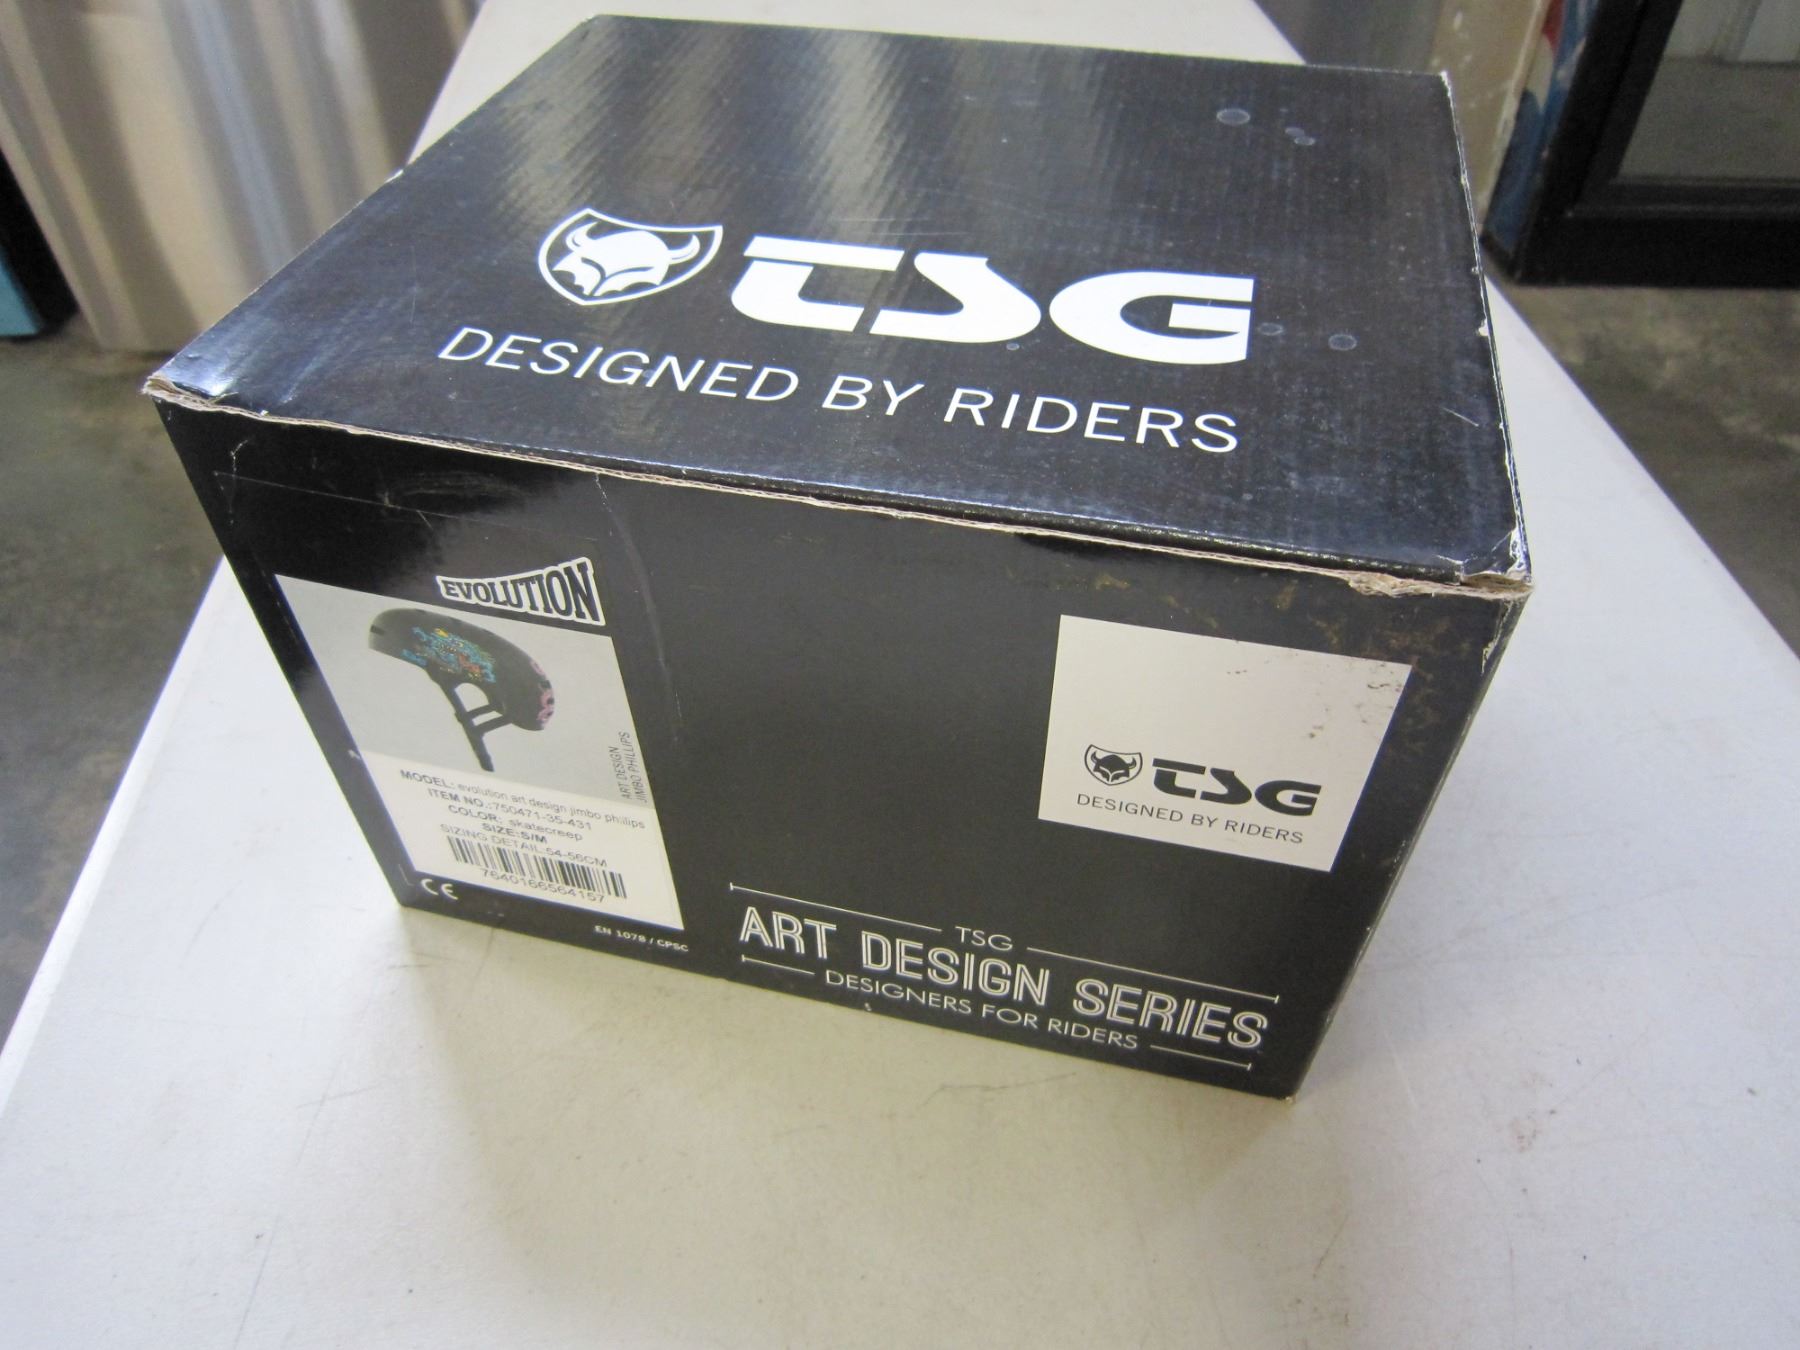 TSG
DESIGNED BY RIDERS
EVOLUTION
ART DESIGN
JIMBO PHILLIPS
MODEL: evolution art design jimbo phillips
ITEM NO.:750471-35-431
COLOR: skatecreep
SIZE:S/M
SIZING DETAIL:54-56CM
7640166564157
CE
EN 1078 / CPSC
TSG
DESIGNED BY RIDERS
TSG
ART DESIGN SERIES
DESIGNERS FOR RIDERS